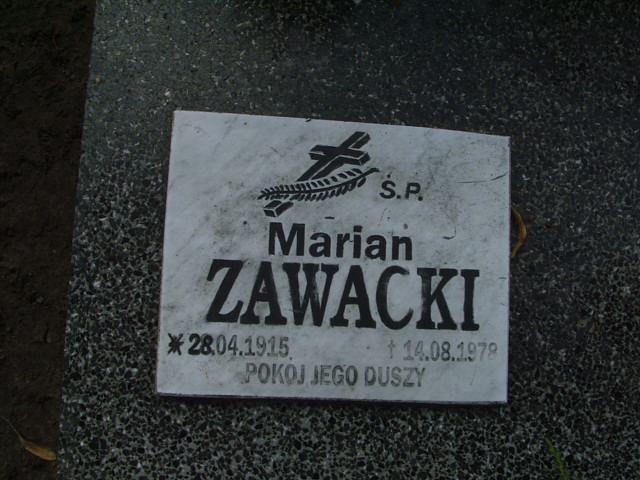 Ś.P.
Marian
ZAWACKI
* 28.04.1915 † 14.08.1978
POKOJ JEGO DUSZY